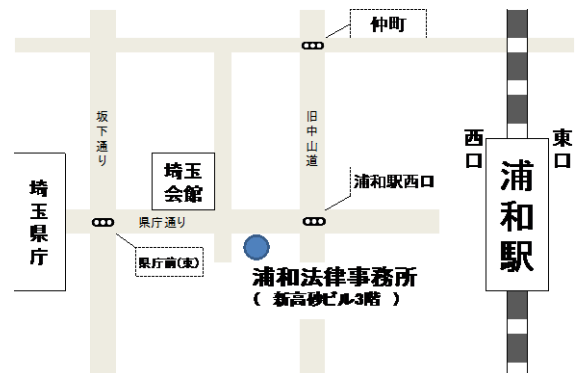 仲町
坂下通り
旧中山道
西口
東口
埼玉
会館
浦和駅西口
浦和駅
埼玉県庁
県庁通り
県庁前(東)
浦和法律事務所
( 新高砂ビル3階 )